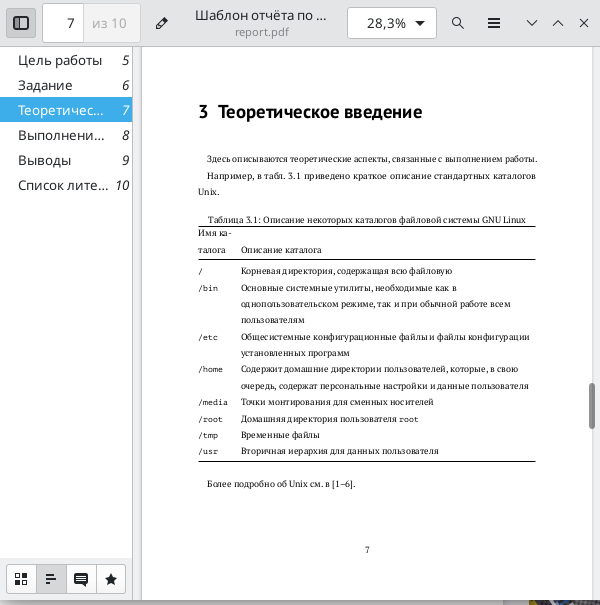 7 из 10
Шаблон отчёта по ...
report.pdf
28,3%
Цель работы 5
Задание 6
Теоретичес... 7
Выполнени... 8
Выводы 9
Список лите... 10
3 Теоретическое введение
Здесь описываются теоретические аспекты, связанные с выполнением работы.
Например, в табл. 3.1 приведено краткое описание стандартных каталогов
Unix.
Таблица 3.1: Описание некоторых каталогов файловой системы GNU Linux
Имя ка-
талога Описание каталога
/ Корневая директория, содержащая всю файловую
/bin Основные системные утилиты, необходимые как в
однопользовательском режиме, так и при обычной работе всем
пользователям
/etc Общесистемные конфигурационные файлы и файлы конфигурации
установленных программ
/home Содержит домашние директории пользователей, которые, в свою
очередь, содержат персональные настройки и данные пользователя
/media Точки монтирования для сменных носителей
/root Домашняя директория пользователя root
/tmp Временные файлы
/usr Вторичная иерархия для данных пользователя
Более подробно об Unix см. в [1–6].
7